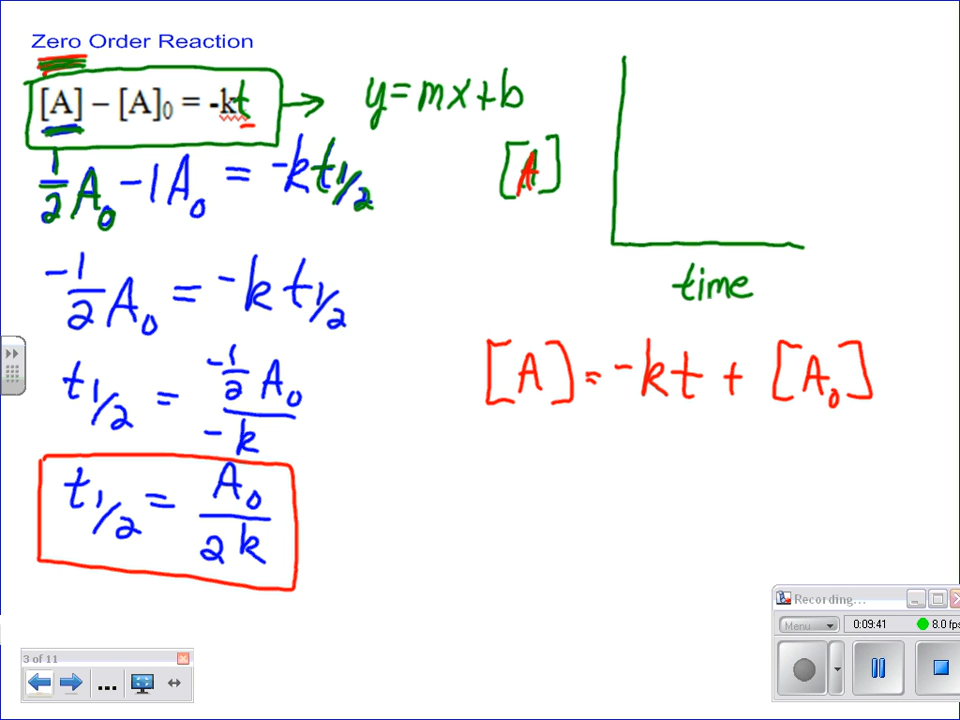 Zero Order Reaction
[A] – [A]0 = -kt → y = mx + b
1/2 A0 - 1A0 = -k t1/2
[A]
-1/2 A0 = -k t1/2
time
t1/2 = -1/2 A0 / -k
[A] = -kt + [A0]
t1/2 = A0 / 2k
Recording...
Menu 0:09:41 8.0 fps
3 of 11
...